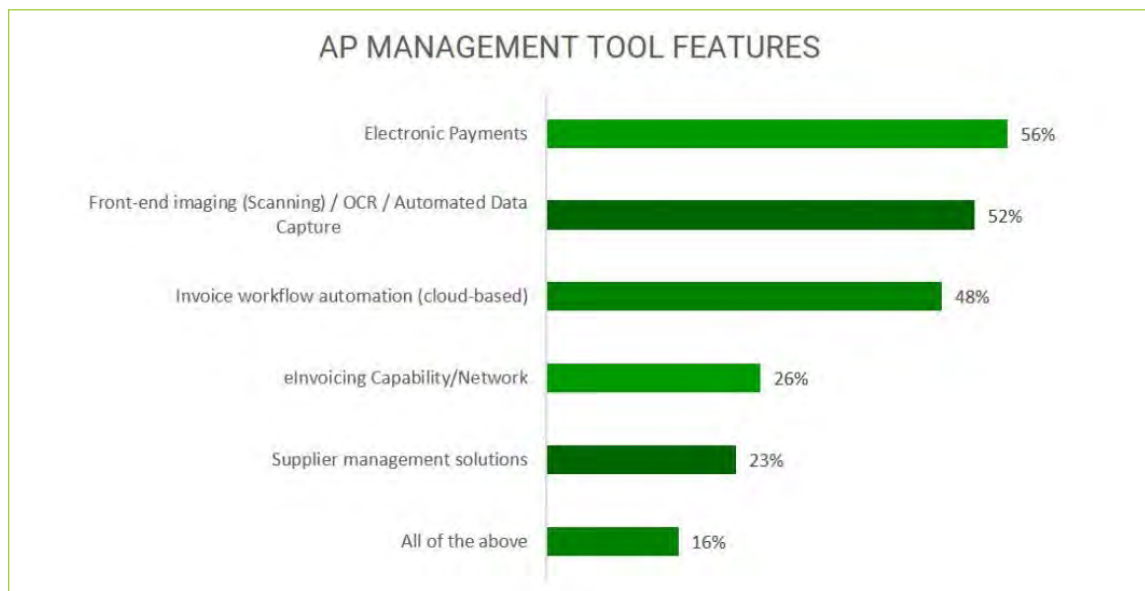 AP MANAGEMENT TOOL FEATURES
Electronic Payments
56%
Front-end imaging (Scanning) / OCR / Automated Data
Capture
52%
Invoice workflow automation (cloud-based)
48%
eInvoicing Capability/Network
26%
Supplier management solutions
23%
All of the above
16%